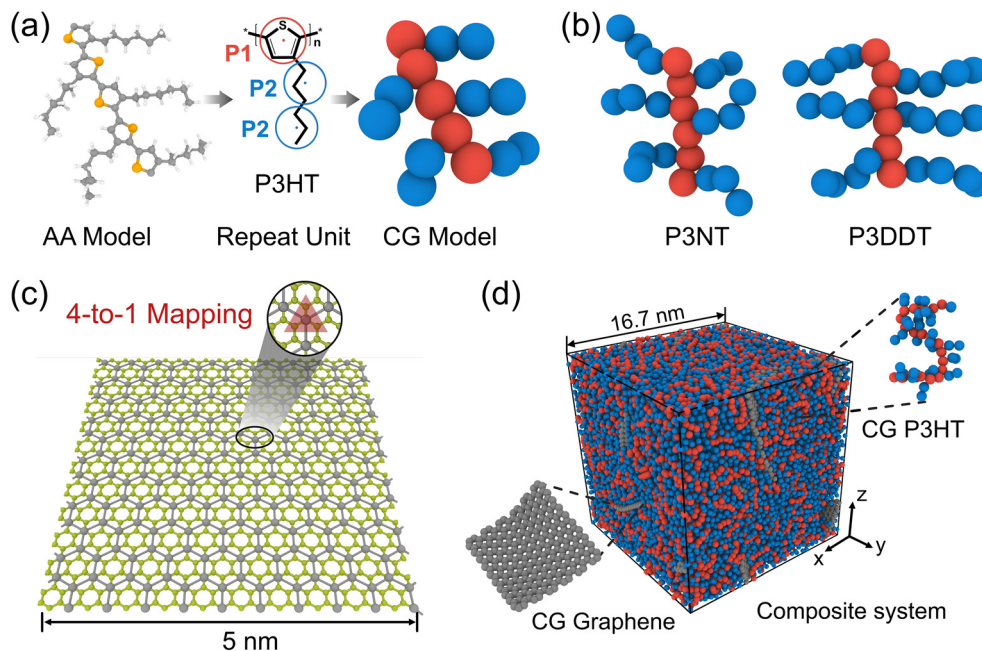 (a)
S
*
*
n
P1
P2
P2
P3HT
AA Model
Repeat Unit
CG Model
(b)
P3NT
P3DDT
(c)
4-to-1 Mapping
5 nm
(d)
16.7 nm
CG P3HT
z
x
y
CG Graphene
Composite system